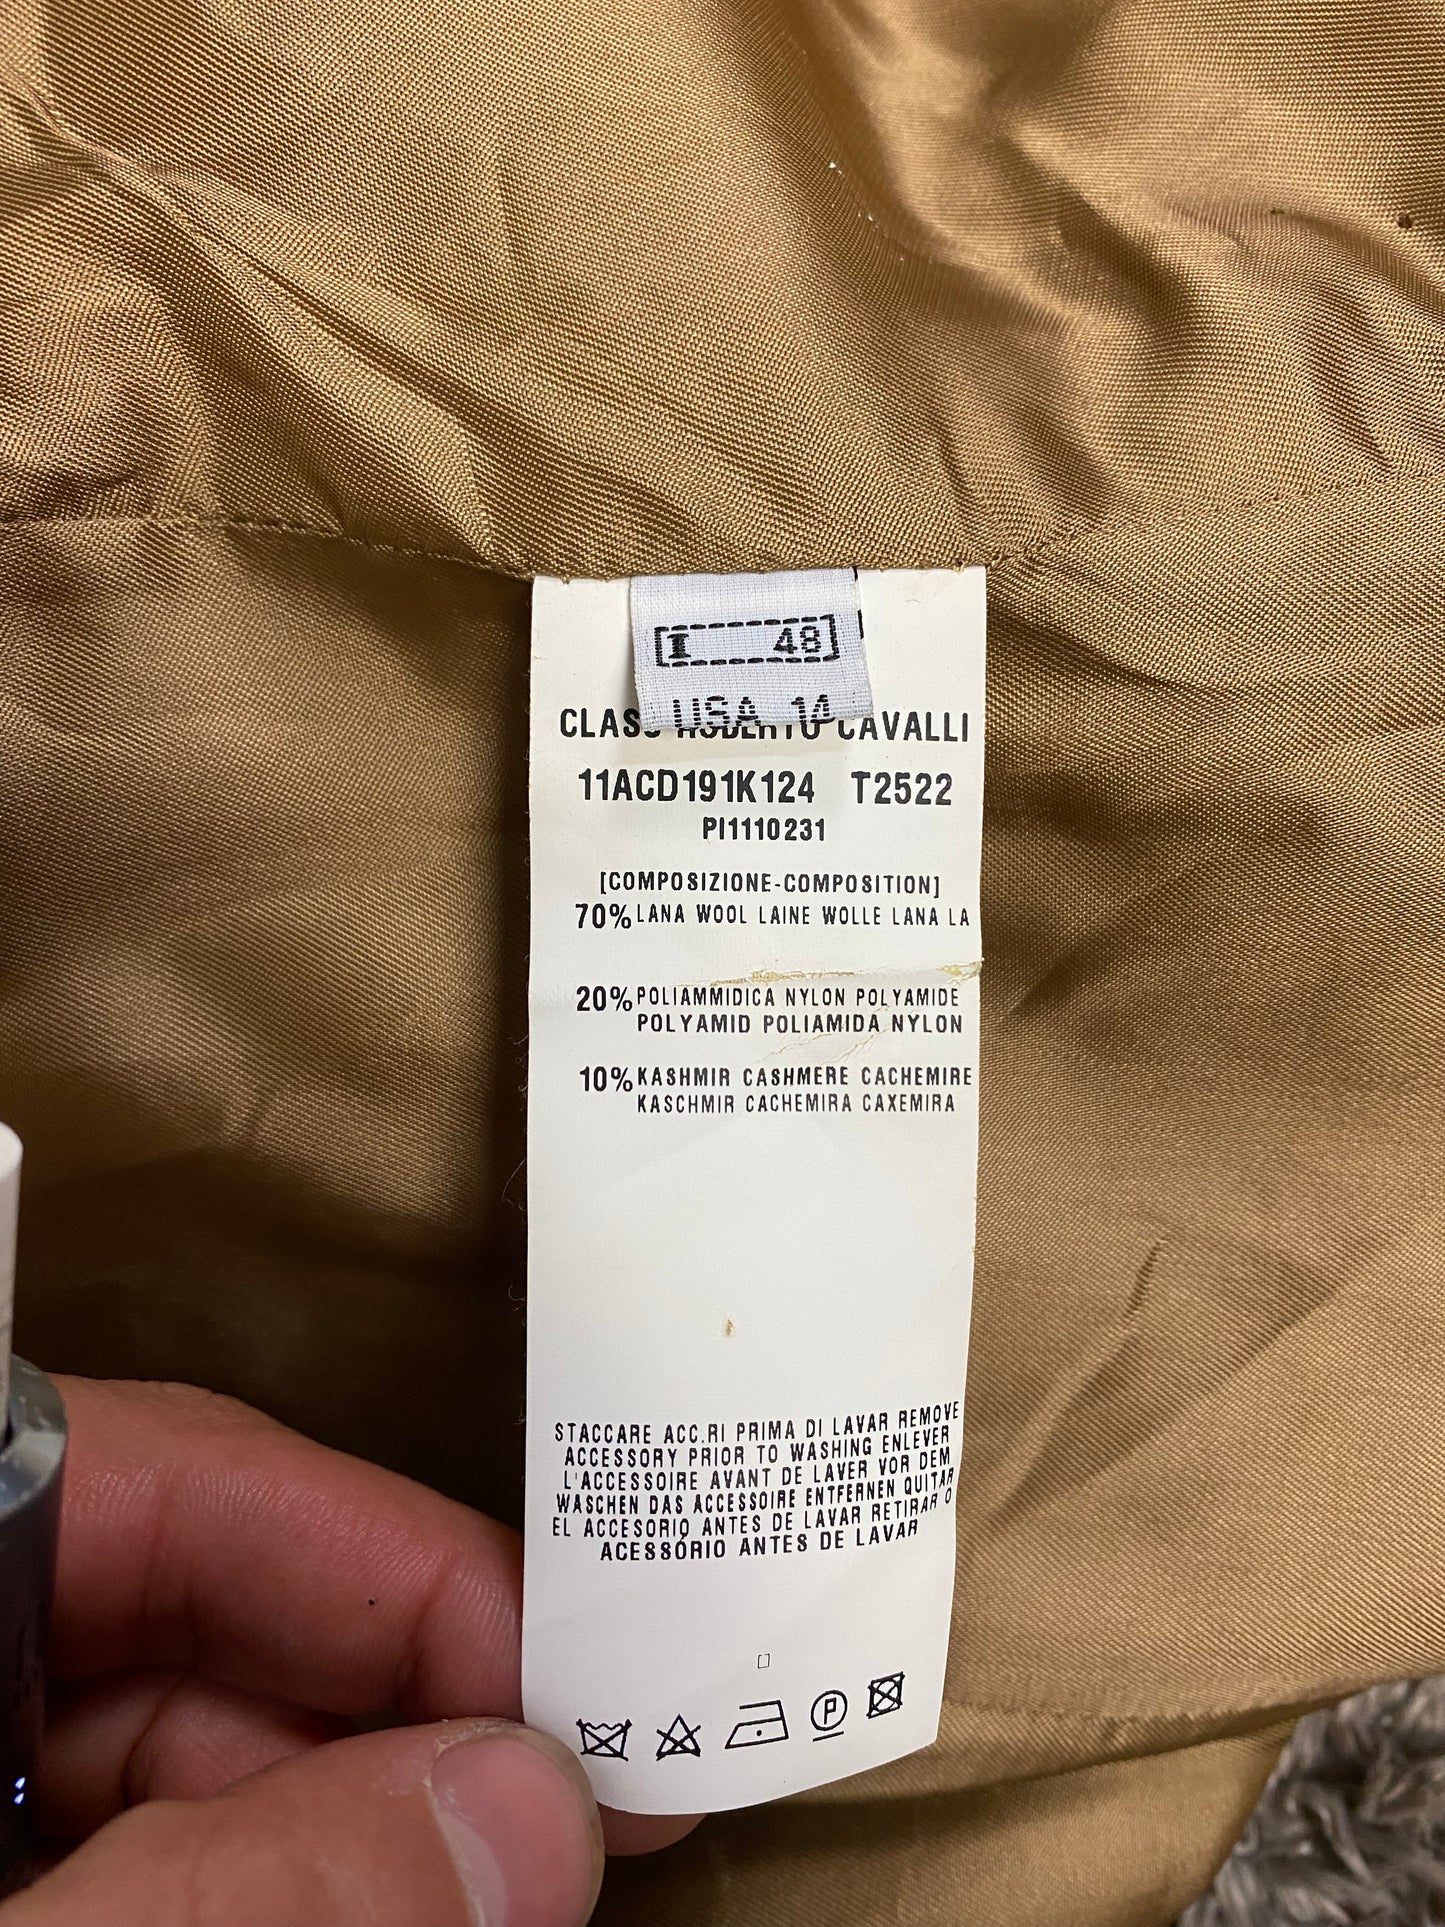 [I 48]
USA 14
CLASS ROBERTO CAVALLI
11ACD191K124 T2522
PI1110231
[COMPOSIZIONE-COMPOSITION]
70% LANA WOOL LAINE WOLLE LANA LA
20% POLIAMMIDICA NYLON POLYAMIDE
POLYAMID POLIAMIDA NYLON
10% KASHMIR CASHMERE CACHEMIRE
KASCHMIR CACHEMIRA CAXEMIRA
STACCARE ACC.RI PRIMA DI LAVAR REMOVE
ACCESSORY PRIOR TO WASHING ENLEVER
L'ACCESSOIRE AVANT DE LAVER VOR DEM
WASCHEN DAS ACCESSOIRE ENTFERNEN QUITAR
EL ACCESORIO ANTES DE LAVAR RETIRAR O
ACESSÓRIO ANTES DE LAVAR
P